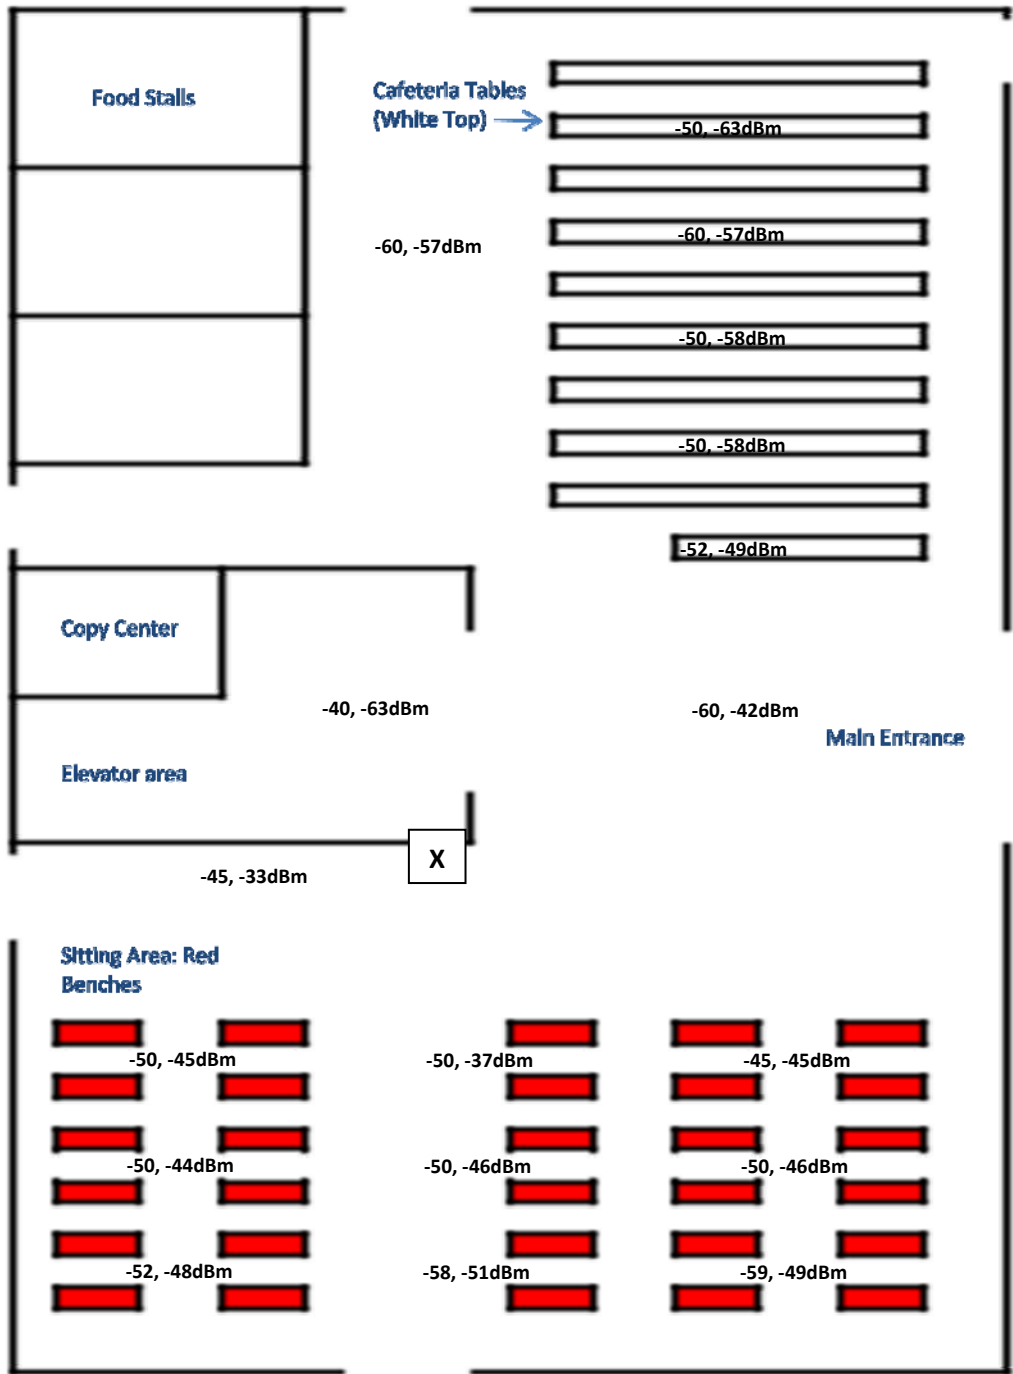 Food Stalls
Cafeteria Tables
(White Top)
-50, -63dBm
-60, -57dBm
-60, -57dBm
-50, -58dBm
-50, -58dBm
-52, -49dBm
Copy Center
-40, -63dBm
-60, -42dBm
Main Entrance
Elevator area
X
-45, -33dBm
Sitting Area: Red
Benches
-50, -45dBm
-50, -37dBm
-45, -45dBm
-50, -44dBm
-50, -46dBm
-50, -46dBm
-52, -48dBm
-58, -51dBm
-59, -49dBm